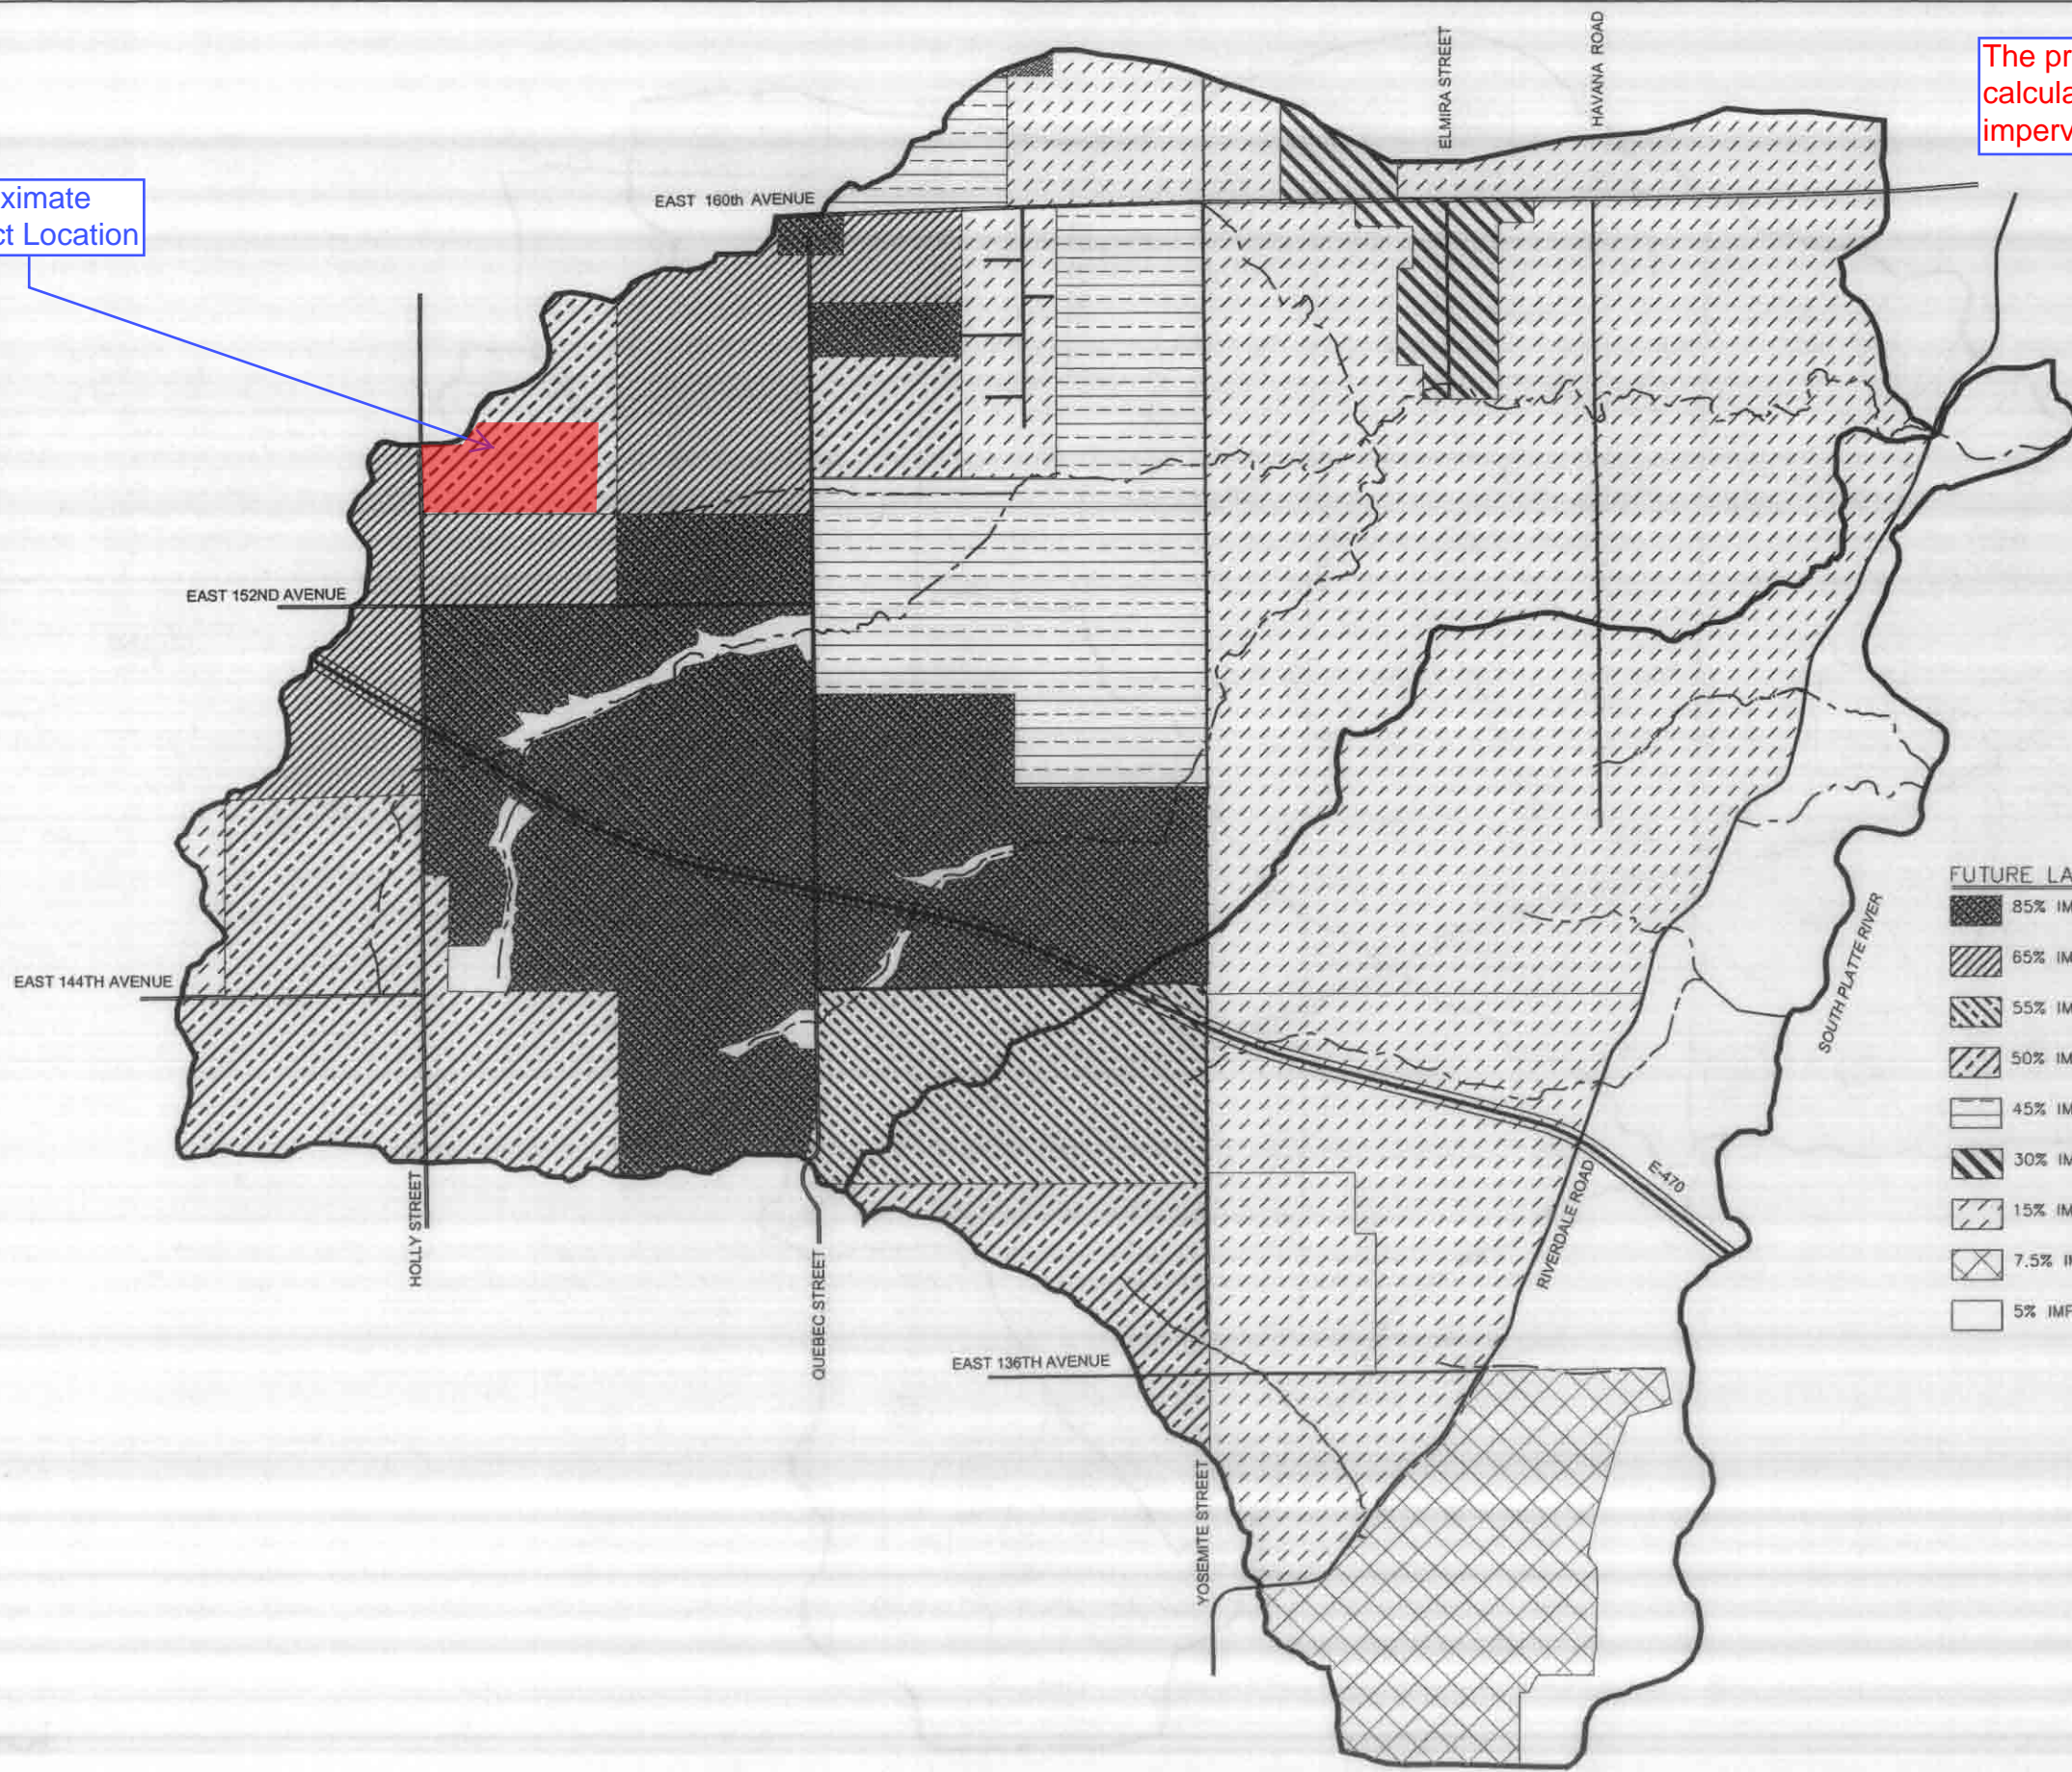 ELMIRA STREET
HAVANA ROAD
The pr
calcula
imperv
ximate
ct Location
EAST 160th AVENUE
EAST 152ND AVENUE
EAST 144TH AVENUE
SOUTH PLATTE RIVER
FUTURE LA
85% IM
65% IM
55% IM
50% IM
45% IM
30% IM
15% IM
7.5% IM
5% IMF
HOLLY STREET
QUEBEC STREET
E-470
RIVERDALE ROAD
EAST 136TH AVENUE
YOSEMITE STREET